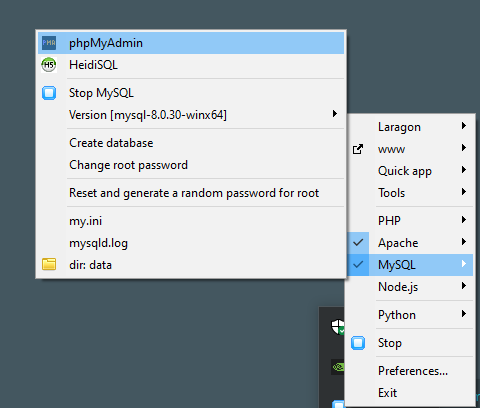 phpMyAdmin
HeidiSQL
Stop MySQL
Version [mysql-8.0.30-winx64]
Create database
Change root password
Reset and generate a random password for root
my.ini
mysqld.log
dir: data
Laragon
www
Quick app
Tools
PHP
Apache
MySQL
Node.js
Python
Stop
Preferences...
Exit